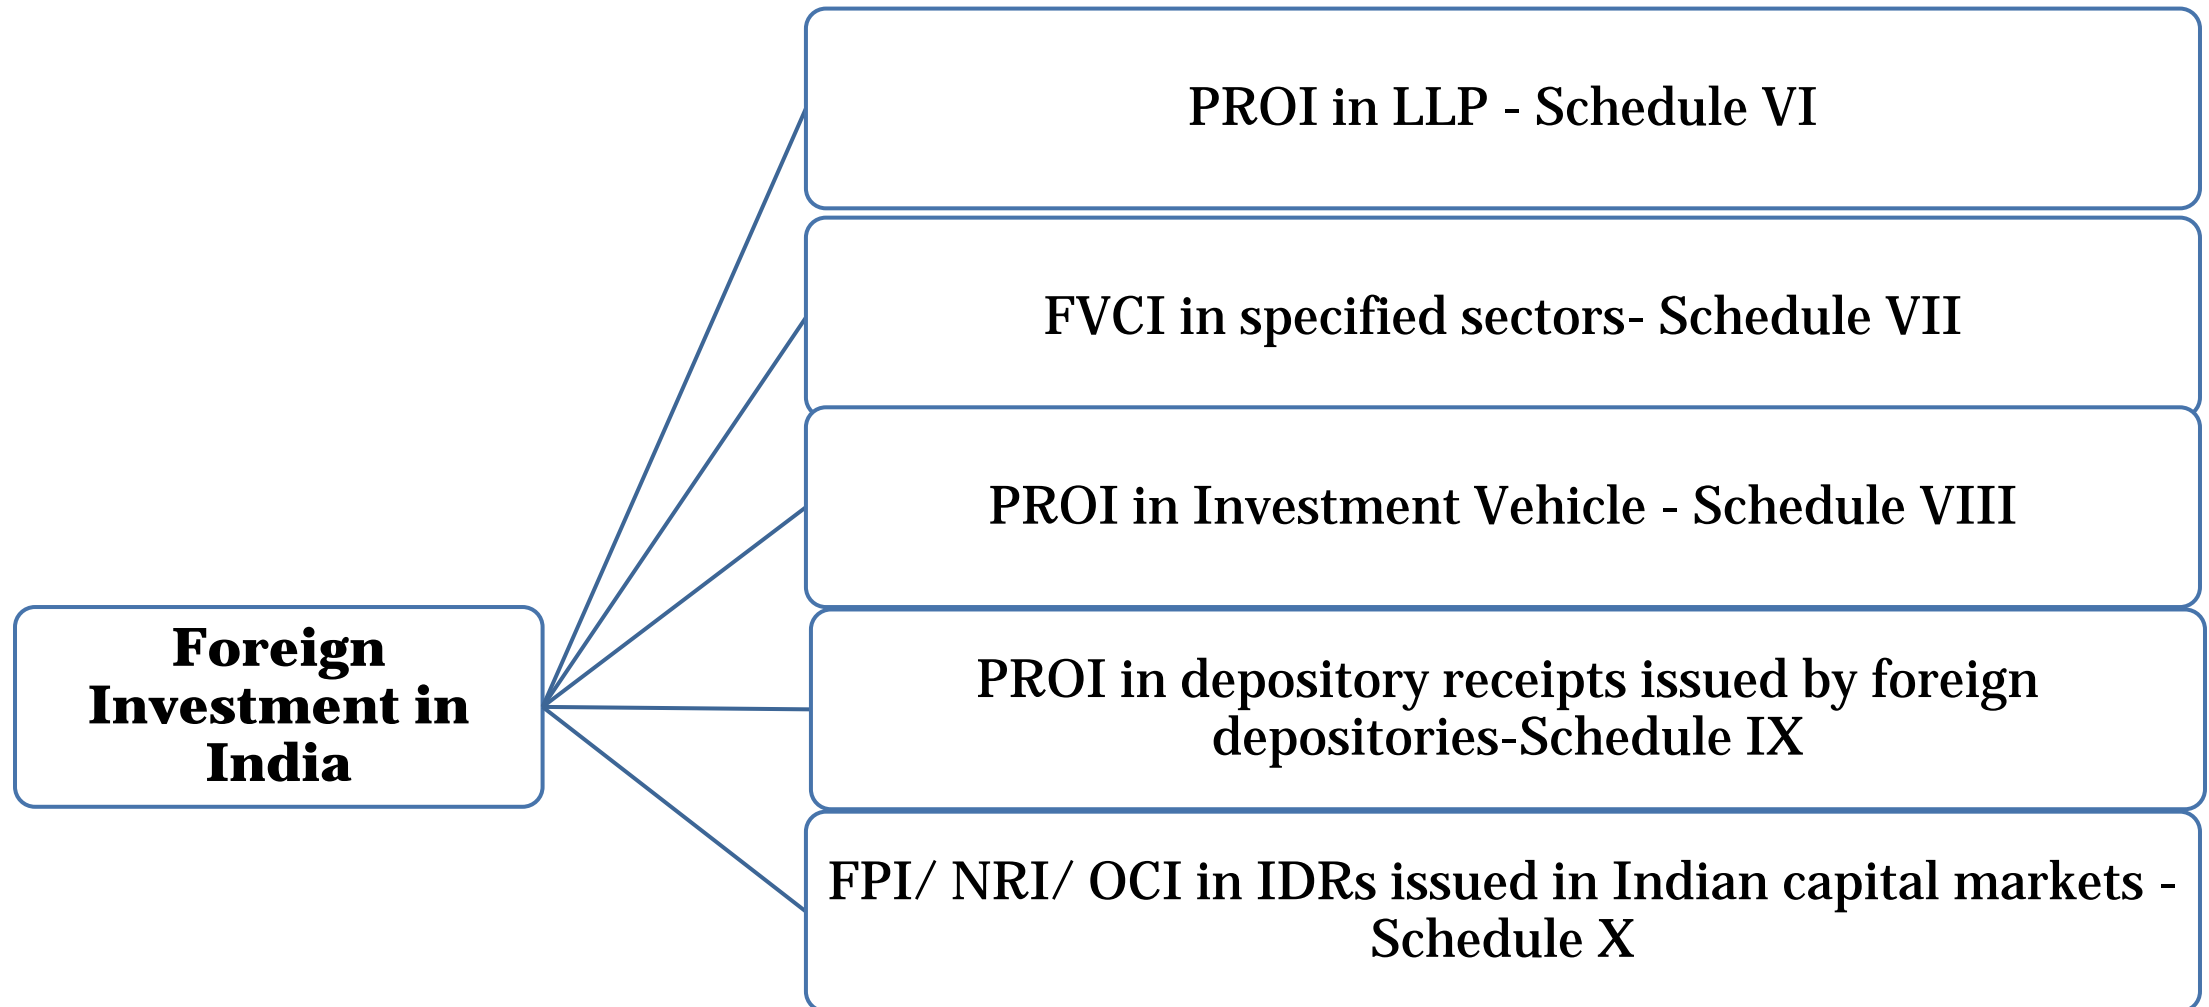 PROI in LLP - Schedule VI
FVCI in specified sectors- Schedule VII
PROI in Investment Vehicle - Schedule VIII
Foreign
Investment in
India
PROI in depository receipts issued by foreign
depositories-Schedule IX
FPI/ NRI/ OCI in IDRs issued in Indian capital markets -
Schedule X